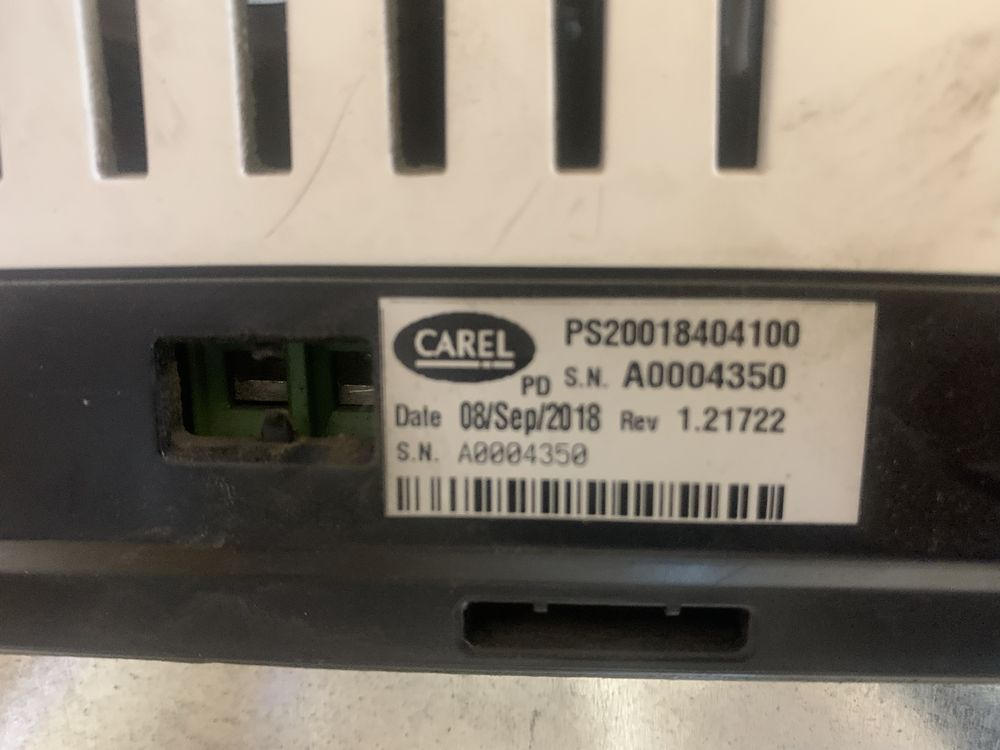 CAREL
PS20018404100
PD S.N. A0004350
Date 08/Sep/2018 Rev 1.21722
S.N. A0004350